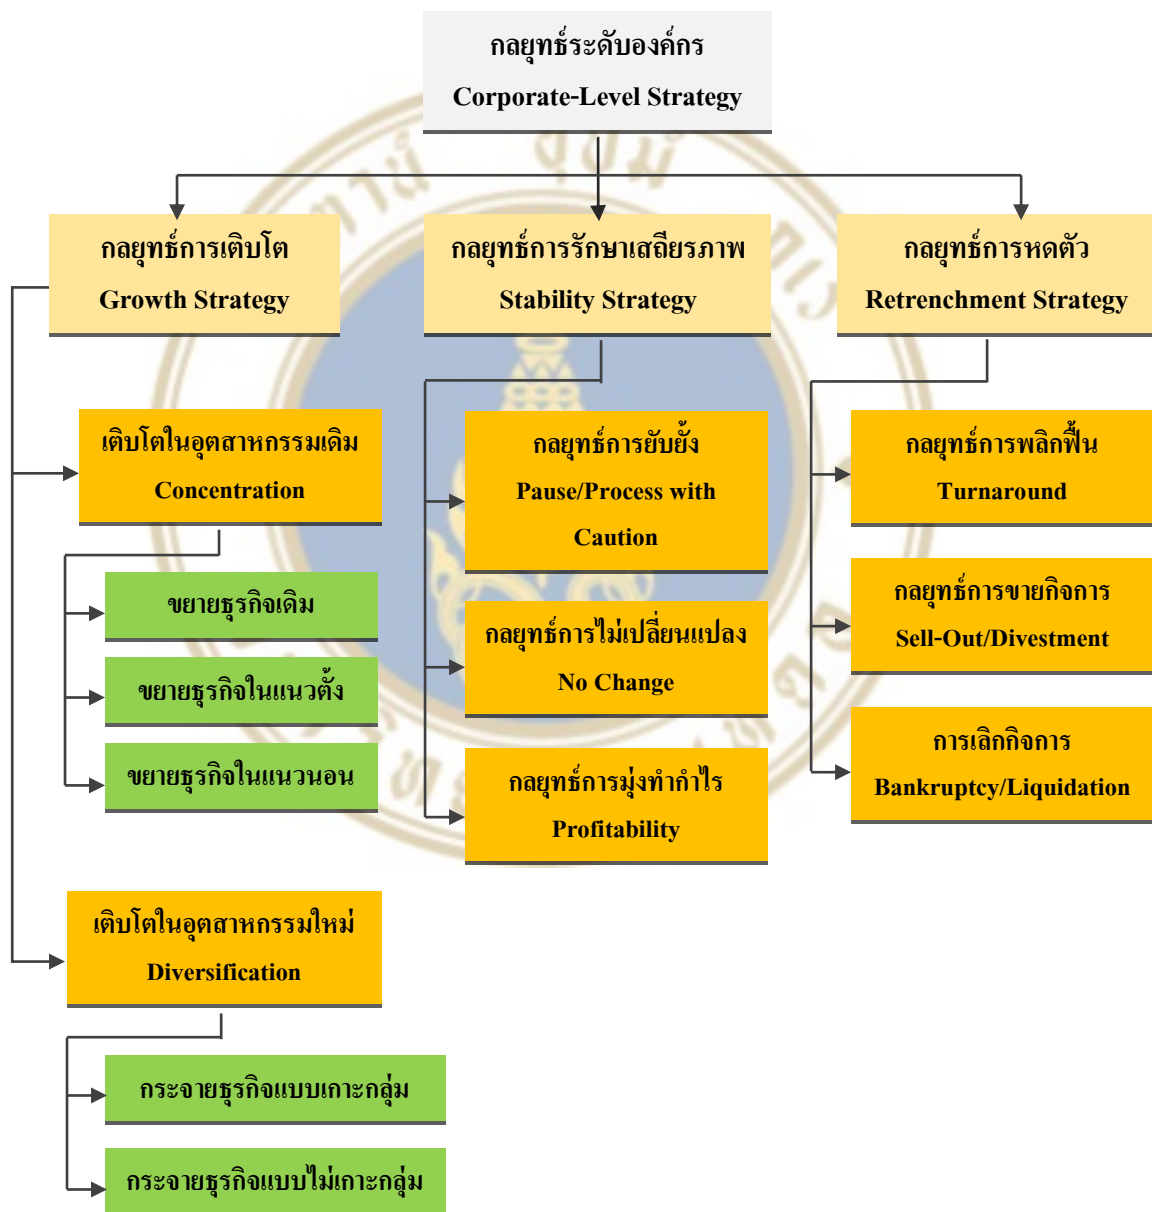 กลยุทธ์ระดับองค์กร
Corporate-Level Strategy
กลยุทธ์การเติบโต
Growth Strategy
กลยุทธ์การรักษาเสถียรภาพ
Stability Strategy
กลยุทธ์การหดตัว
Retrenchment Strategy
เติบโตในอุตสาหกรรมเดิม
Concentration
ขยายธุรกิจเดิม
ขยายธุรกิจในแนวตั้ง
ขยายธุรกิจในแนวนอน
เติบโตในอุตสาหกรรมใหม่
Diversification
กระจายธุรกิจแบบเกาะกลุ่ม
กระจายธุรกิจแบบไม่เกาะกลุ่ม
กลยุทธ์การยับยั้ง
Pause/Process with
Caution
กลยุทธ์การไม่เปลี่ยนแปลง
No Change
กลยุทธ์การมุ่งทำกำไร
Profitability
กลยุทธ์การพลิกฟื้น
Turnaround
กลยุทธ์การขายกิจการ
Sell-Out/Divestment
การเลิกกิจการ
Bankruptcy/Liquidation